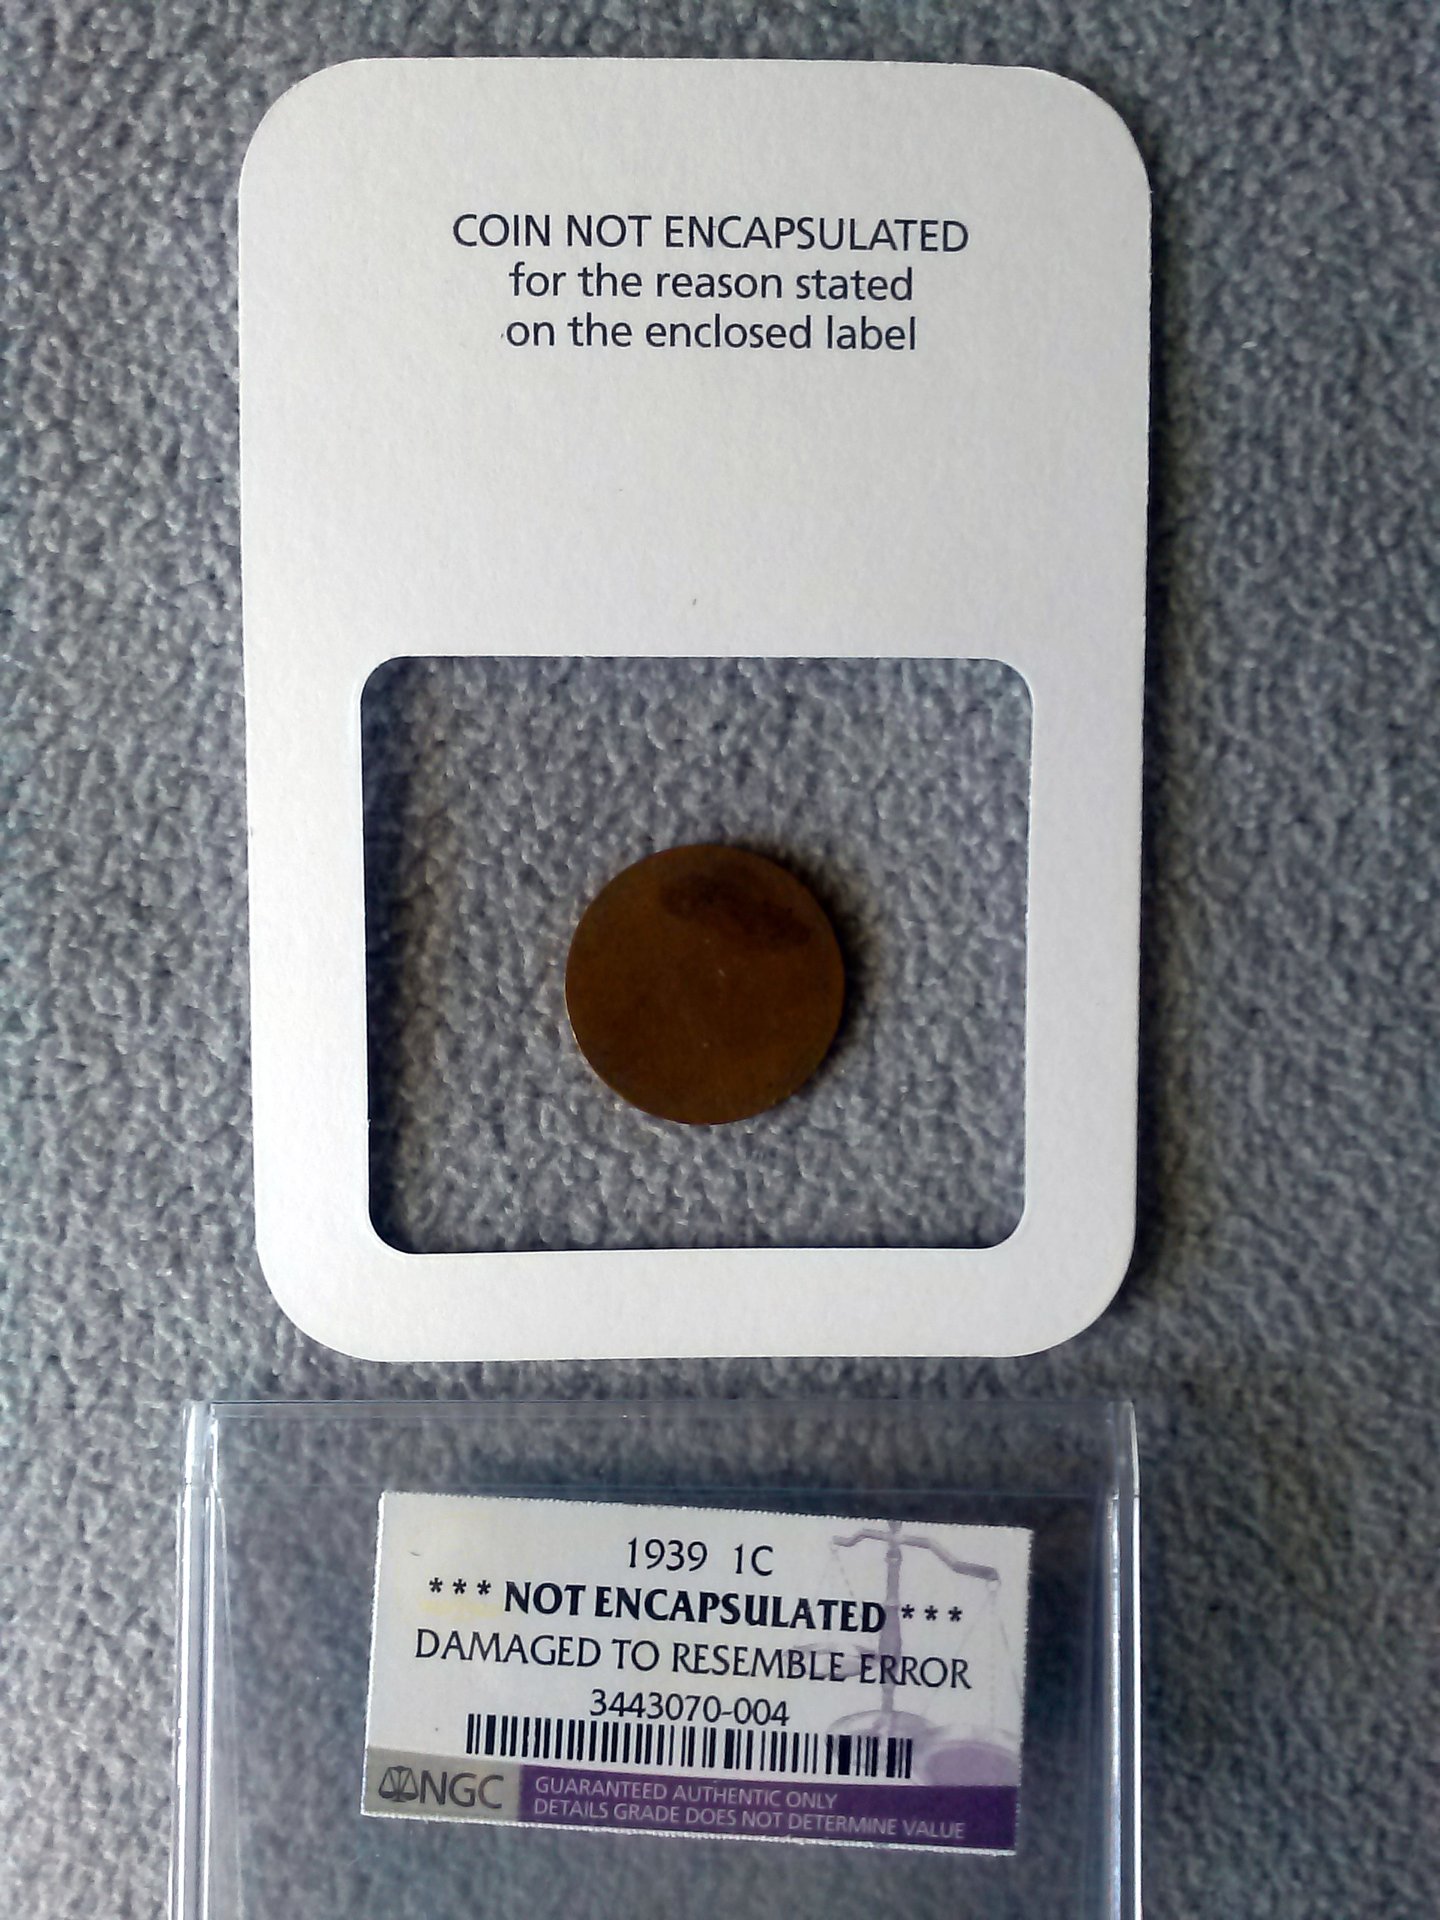 COIN NOT ENCAPSULATED
for the reason stated
on the enclosed label
1939 1C
*** NOT ENCAPSULATED ***
DAMAGED TO RESEMBLE ERROR
3443070-004
NGC
GUARANTEED AUTHENTIC ONLY
DETAILS GRADE DOES NOT DETERMINE VALUE